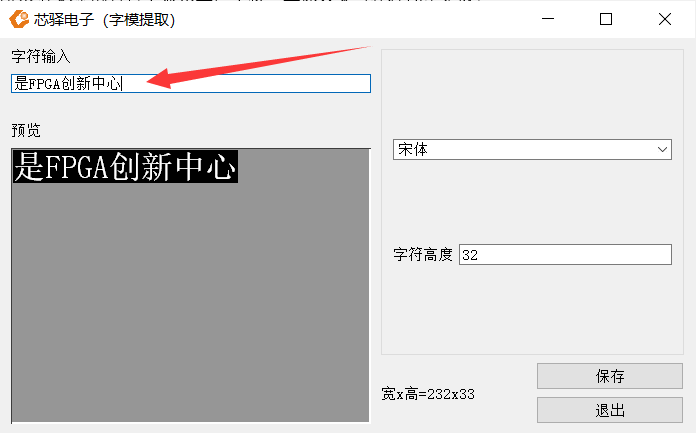 芯驿电子（字模提取）
字符输入
是FPGA创新中心
预览
是FPGA创新中心
宋体
字符高度 32
宽x高=232x33
保存
退出